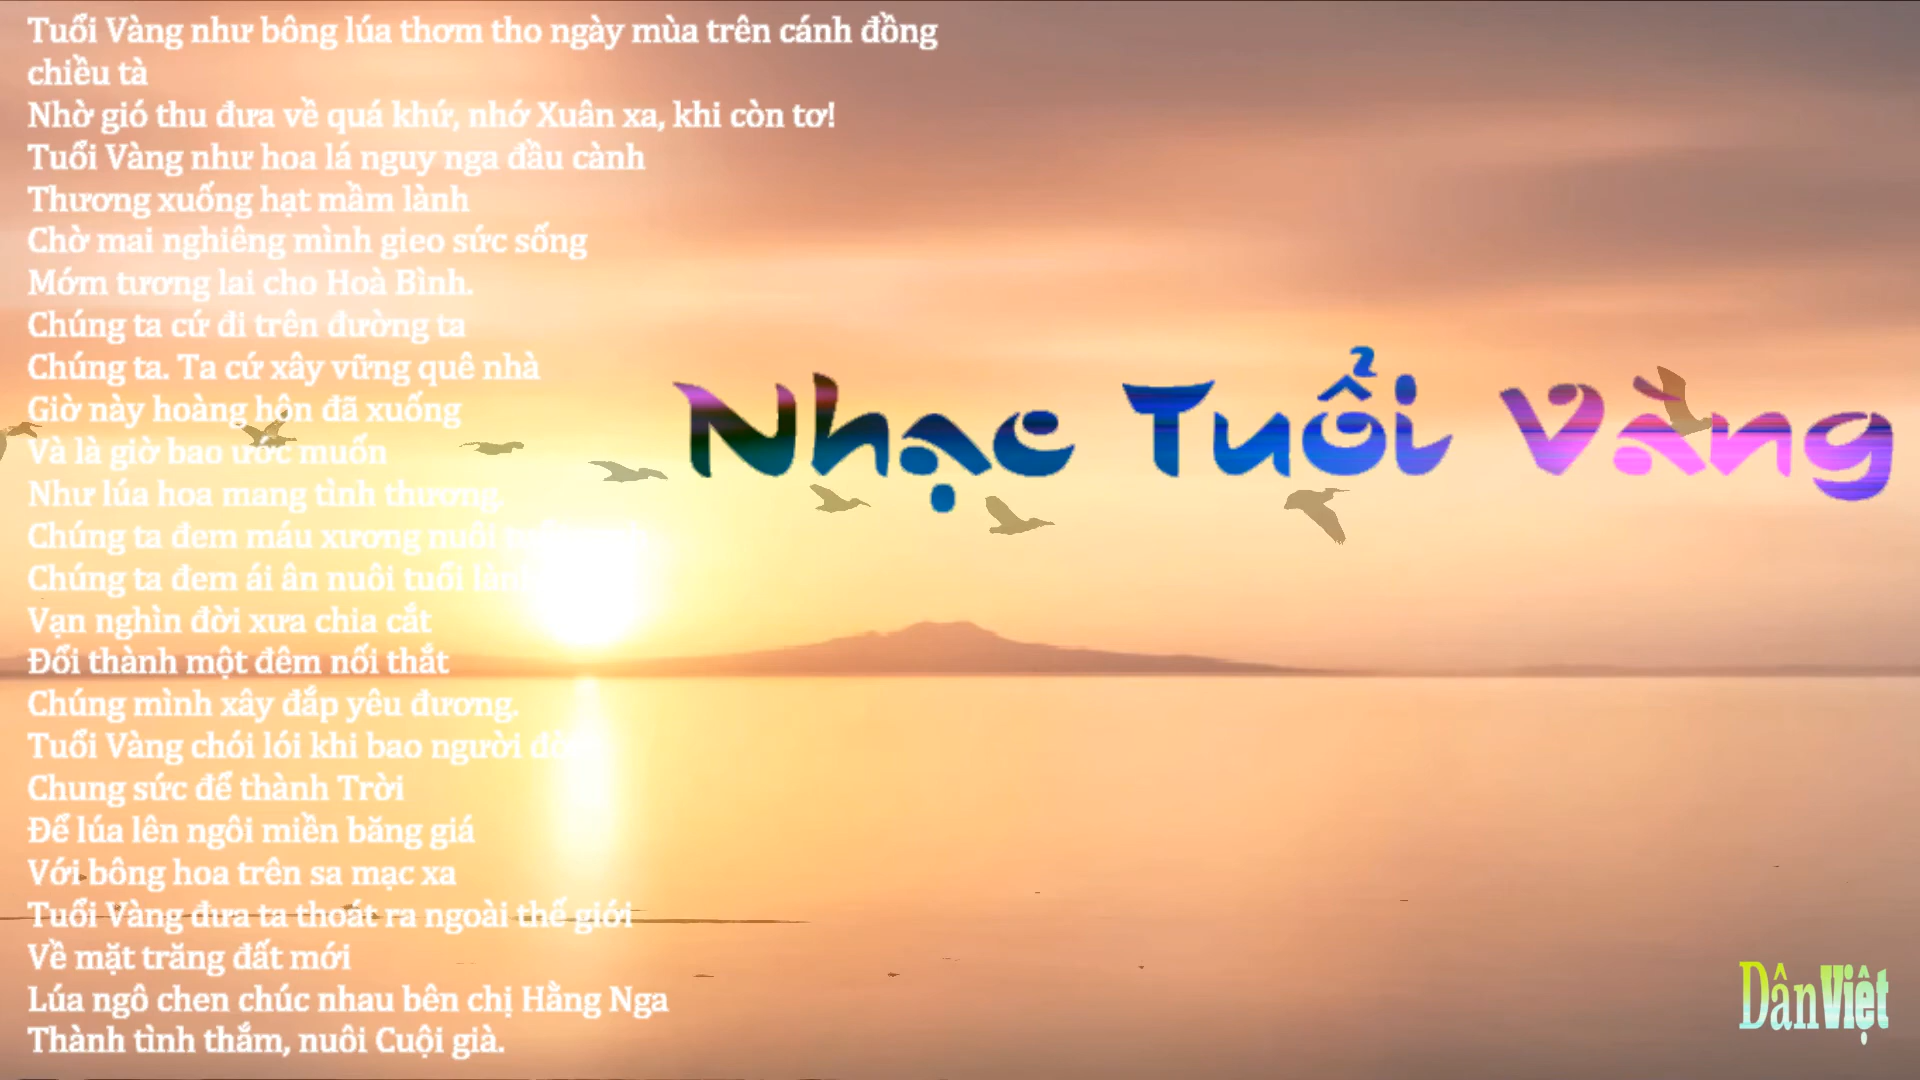 Tuổi Vàng như bông lúa thơm tho ngày mùa trên cánh đồng
chiều tà
Nhờ gió thu đưa về quá khứ, nhớ Xuân xa, khi còn tơ!
Tuổi Vàng như hoa lá nguy nga đầu cành
Thương xuống hạt mầm lành
Chờ mai nghiêng mình gieo sức sống
Mớm tương lai cho Hoà Bình.
Chúng ta cứ đi trên đường ta
Chúng ta. Ta cứ xây vững quê nhà
Giờ này hoàng hôn đã xuống
Và là giờ bao ước muốn
Như lúa hoa mang tình thương.
Chúng ta đem máu xương nuôi
Chúng ta đem ái ân nuôi tuổi lành
Vạn nghìn đời xưa chia cắt
Đổi thành một đêm nối thắt
Chúng mình xây đắp yêu đương.
Tuổi Vàng chói lói khi bao người
Chung sức để thành Trời
Để lúa lên ngôi miền băng giá
Với bông hoa trên sa mạc xa
Tuổi Vàng đưa ta thoát ra ngoài thế giới
Về mặt trăng đất mới
Lúa ngô chen chúc nhau bên chị Hằng Nga
Thành tình thắm, nuôi Cuội già.
Nhạc Tuổi Vàng
DânViệt